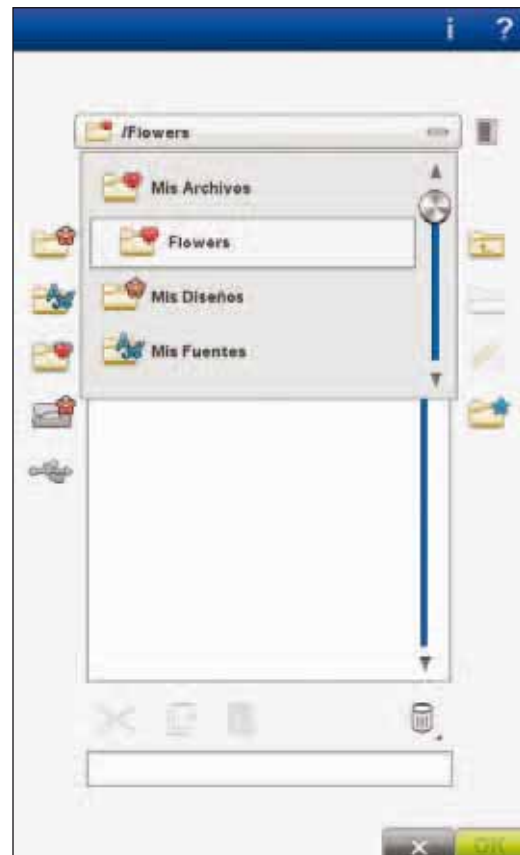 i ?
/Flowers
Mis Archivos
Flowers
Mis Diseños
Mis Fuentes
OK